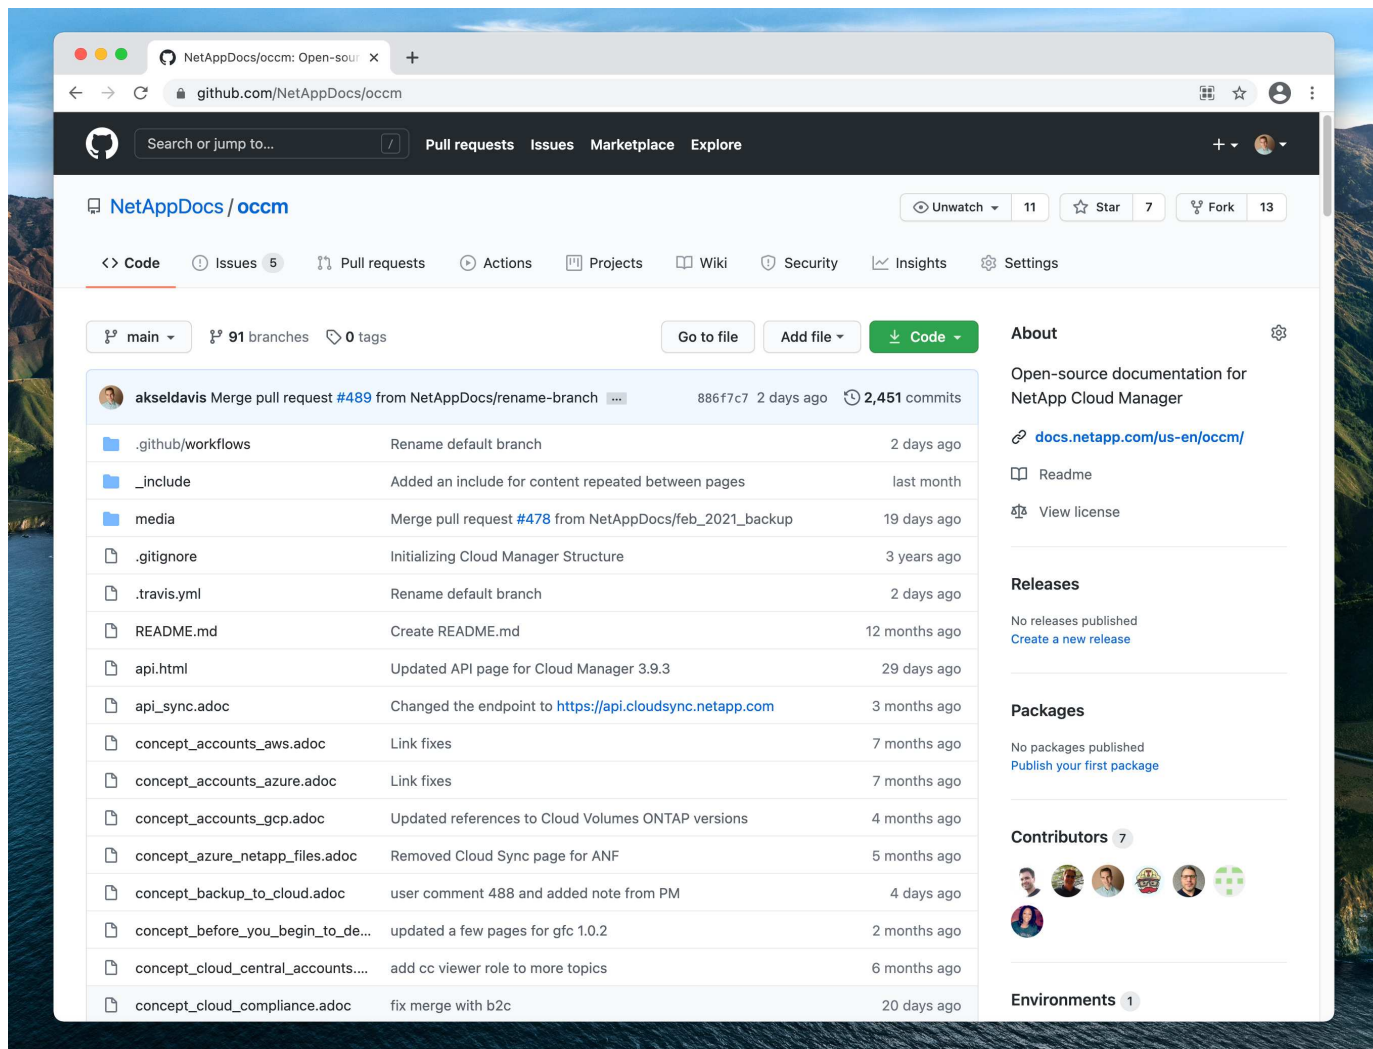 NetAppDocs/occm: Open-sour
github.com/NetAppDocs/occm
Search or jump to... / Pull requests Issues Marketplace Explore
NetAppDocs / occm Unwatch 11 Star 7 Fork 13
Code Issues 5 Pull requests Actions Projects Wiki Security Insights Settings
main 91 branches 0 tags Go to file Add file Code
akseldavis Merge pull request #489 from NetAppDocs/rename-branch ... 886f7c7 2 days ago 2,451 commits
.github/workflows Rename default branch 2 days ago
_include Added an include for content repeated between pages last month
media Merge pull request #478 from NetAppDocs/feb_2021_backup 19 days ago
.gitignore Initializing Cloud Manager Structure 3 years ago
.travis.yml Rename default branch 2 days ago
README.md Create README.md 12 months ago
api.html Updated API page for Cloud Manager 3.9.3 29 days ago
api_sync.adoc Changed the endpoint to https://api.cloudsync.netapp.com 3 months ago
concept_accounts_aws.adoc Link fixes 7 months ago
concept_accounts_azure.adoc Link fixes 7 months ago
concept_accounts_gcp.adoc Updated references to Cloud Volumes ONTAP versions 4 months ago
concept_azure_netapp_files.adoc Removed Cloud Sync page for ANF 5 months ago
concept_backup_to_cloud.adoc user comment 488 and added note from PM 4 days ago
concept_before_you_begin_to_de... updated a few pages for gfc 1.0.2 2 months ago
concept_cloud_central_accounts.... add cc viewer role to more topics 6 months ago
concept_cloud_compliance.adoc fix merge with b2c 20 days ago
About
Open-source documentation for
NetApp Cloud Manager
docs.netapp.com/us-en/occm/
Readme
View license
Releases
No releases published
Create a new release
Packages
No packages published
Publish your first package
Contributors 7
Environments 1